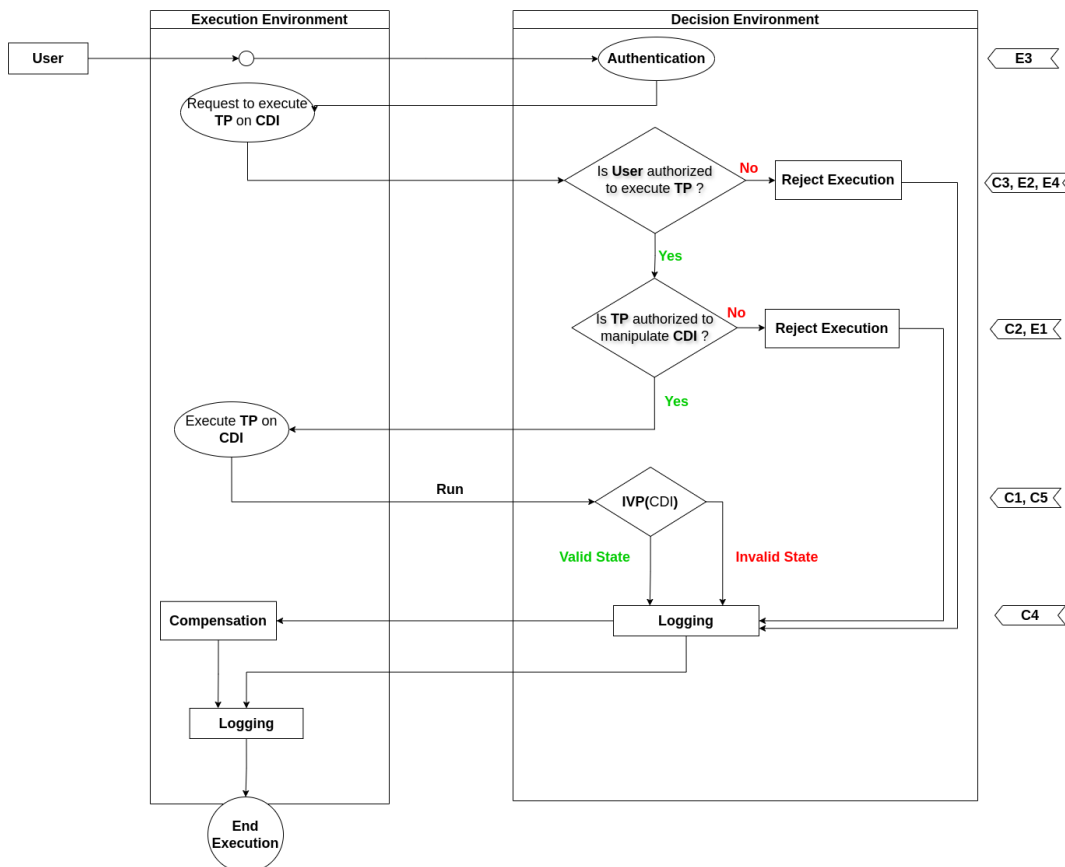 Execution Environment
Decision Environment
User
Authentication
E3
Request to execute
TP on CDI
Is User authorized
to execute TP ?
No
Reject Execution
C3, E2, E4
Yes
Is TP authorized to
manipulate CDI ?
No
Reject Execution
C2, E1
Yes
Execute TP on
CDI
Run
IVP(CDI)
C1, C5
Valid State
Invalid State
Compensation
Logging
C4
Logging
End
Execution